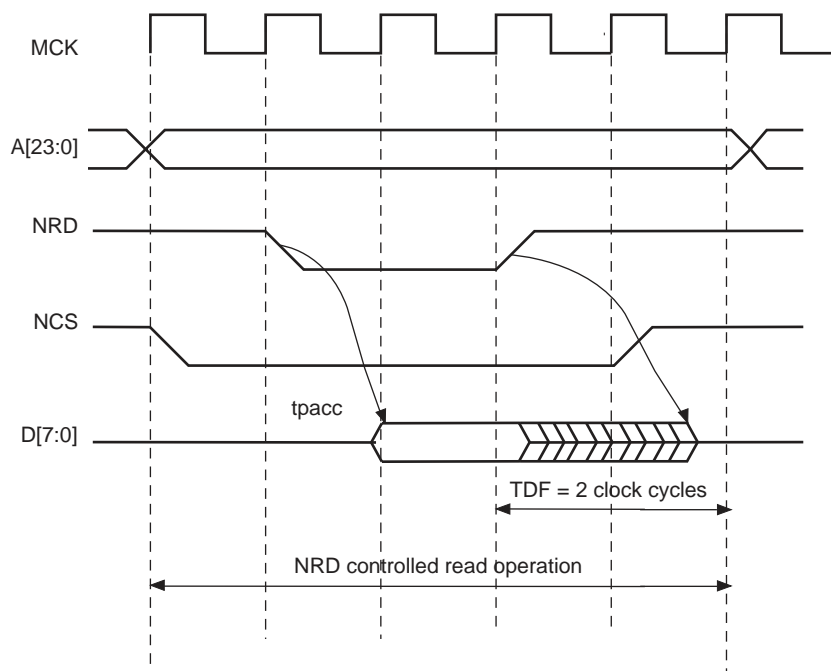 MCK
A[23:0]
NRD
NCS
tpacc
D[7:0]
TDF = 2 clock cycles
NRD controlled read operation